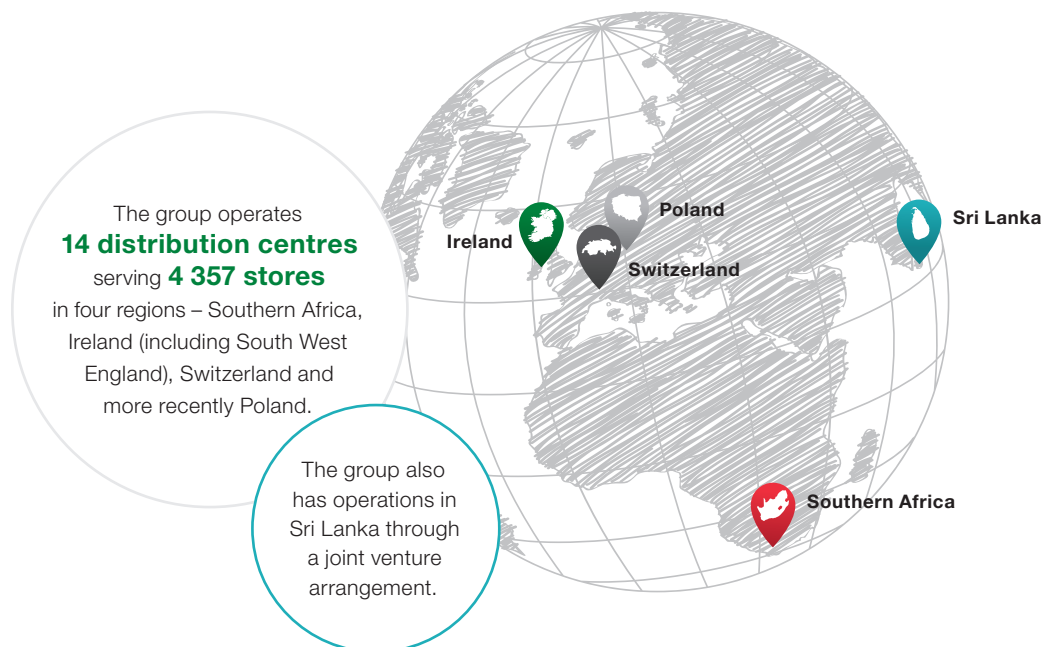 The group operates
14 distribution centres
serving 4 357 stores
in four regions – Southern Africa,
Ireland (including South West
England), Switzerland and
more recently Poland.
The group also
has operations in
Sri Lanka through
a joint venture
arrangement.
Ireland
Poland
Switzerland
Sri Lanka
Southern Africa